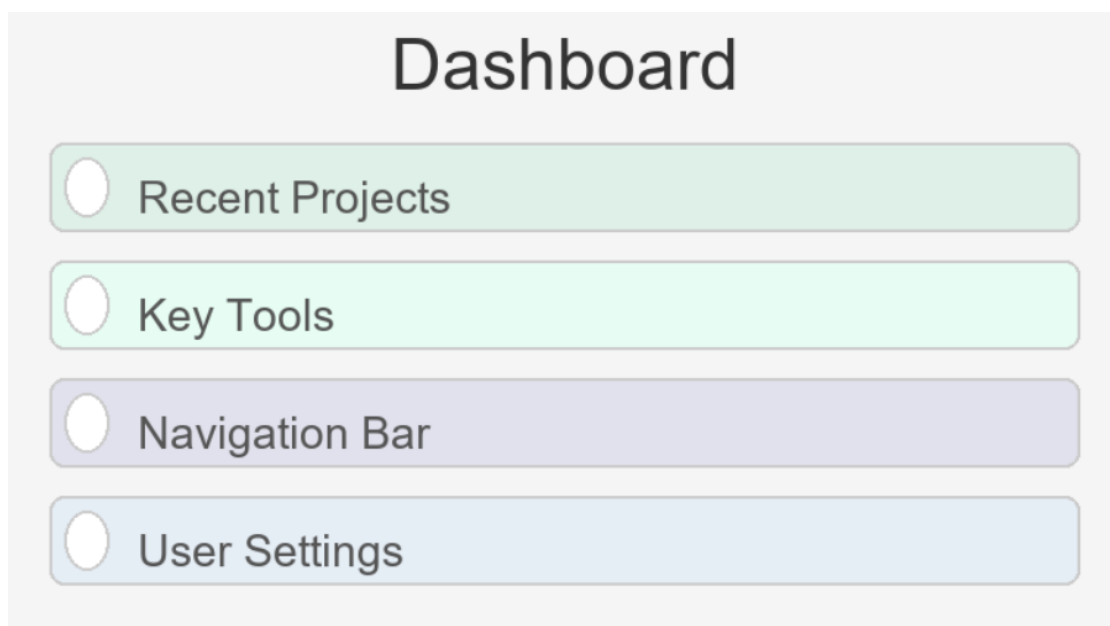 Dashboard
Recent Projects
Key Tools
Navigation Bar
User Settings